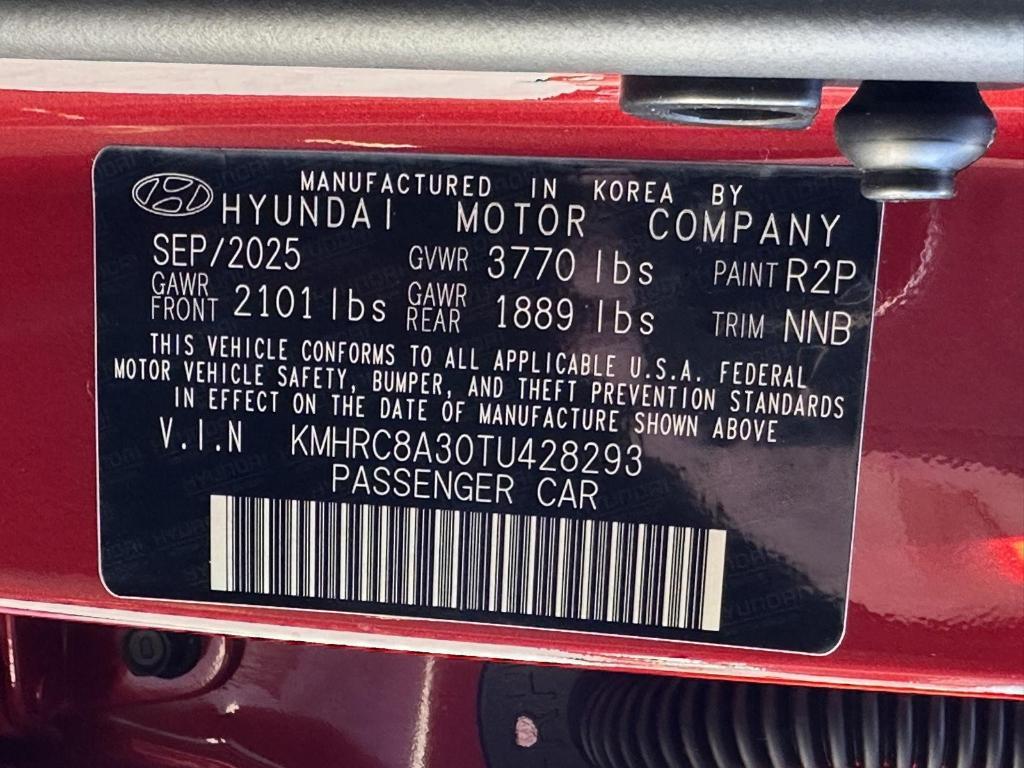 MANUFACTURED IN KOREA BY
HYUNDAI MOTOR COMPANY
SEP/2025 GVWR 3770 lbs PAINT R2P
GAWR FRONT 2101 lbs GAWR REAR 1889 lbs TRIM NNB
THIS VEHICLE CONFORMS TO ALL APPLICABLE U.S.A. FEDERAL
MOTOR VEHICLE SAFETY, BUMPER, AND THEFT PREVENTION STANDARDS
IN EFFECT ON THE DATE OF MANUFACTURE SHOWN ABOVE
V.I.N KMHRC8A30TU428293
PASSENGER CAR